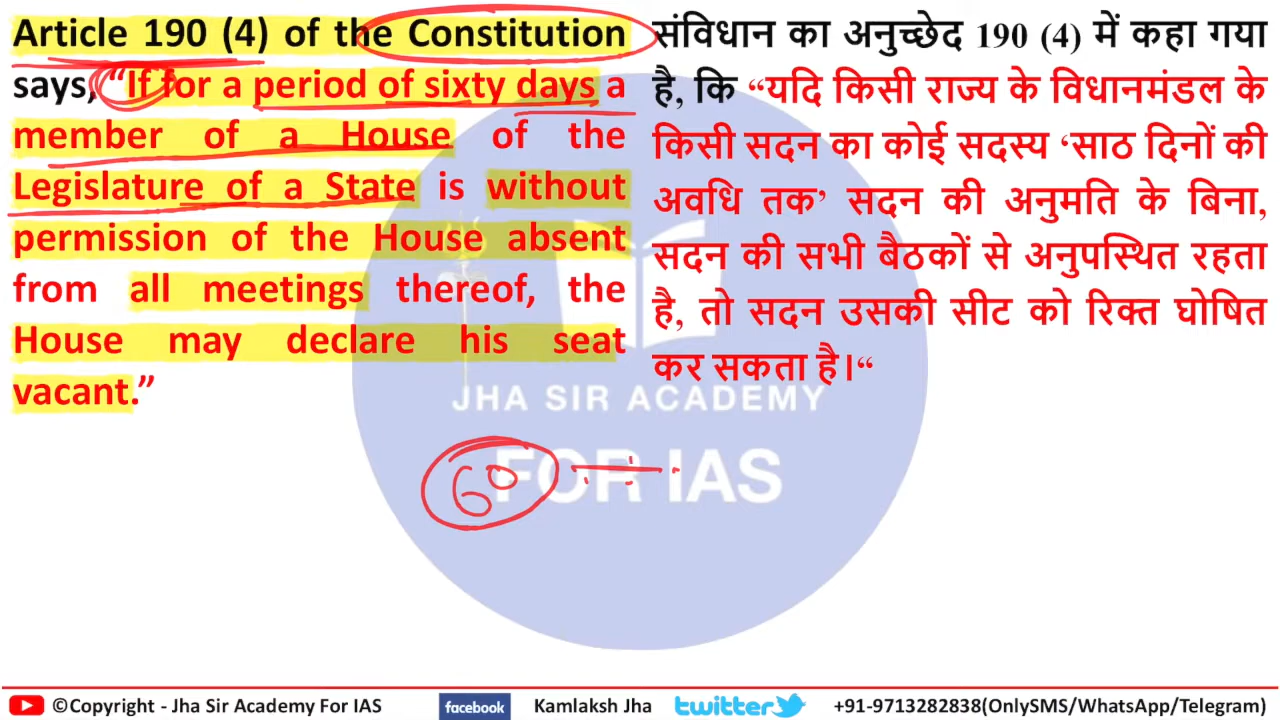 Article 190 (4) of the Constitution
says, “If for a period of sixty days a
member of a House of the
Legislature of a State is without
permission of the House absent
from all meetings thereof, the
House may declare his seat
vacant.”
संविधान का अनुच्छेद 190 (4) में कहा गया
है, कि “यदि किसी राज्य के विधानमंडल के
किसी सदन का कोई सदस्य ‘साठ दिनों की
अवधि तक’ सदन की अनुमति के बिना,
सदन की सभी बैठकों से अनुपस्थित रहता
है, तो सदन उसकी सीट को रिक्त घोषित
कर सकता है।“
JHA SIR ACADEMY
60
FOR IAS
©Copyright - Jha Sir Academy For IAS
facebook
Kamlaksh Jha
twitter
+91-9713282838(OnlySMS/WhatsApp/Telegram)